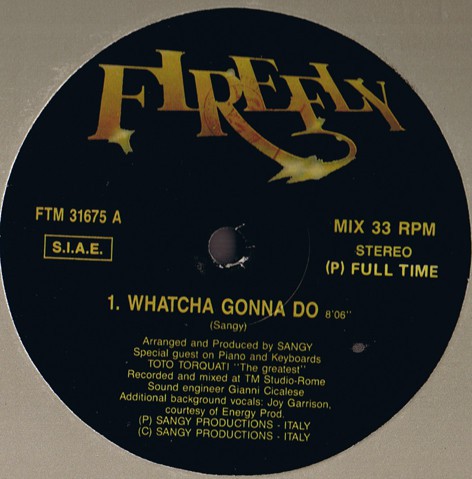 FIREFLY
FTM 31675 A
S.I.A.E.
MIX 33 RPM
STEREO
(P) FULL TIME
1. WHATCHA GONNA DO 8'06"
(Sangy)
Arranged and Produced by SANGY
Special guest on Piano and Keyboards
TOTO TORQUATI "The greatest"
Recorded and mixed at TM Studio-Rome
Sound engineer Gianni Cicalese
Additional background vocals: Joy Garrison,
courtesy of Energy Prod.
(P) SANGY PRODUCTIONS - ITALY
(C) SANGY PRODUCTIONS - ITALY